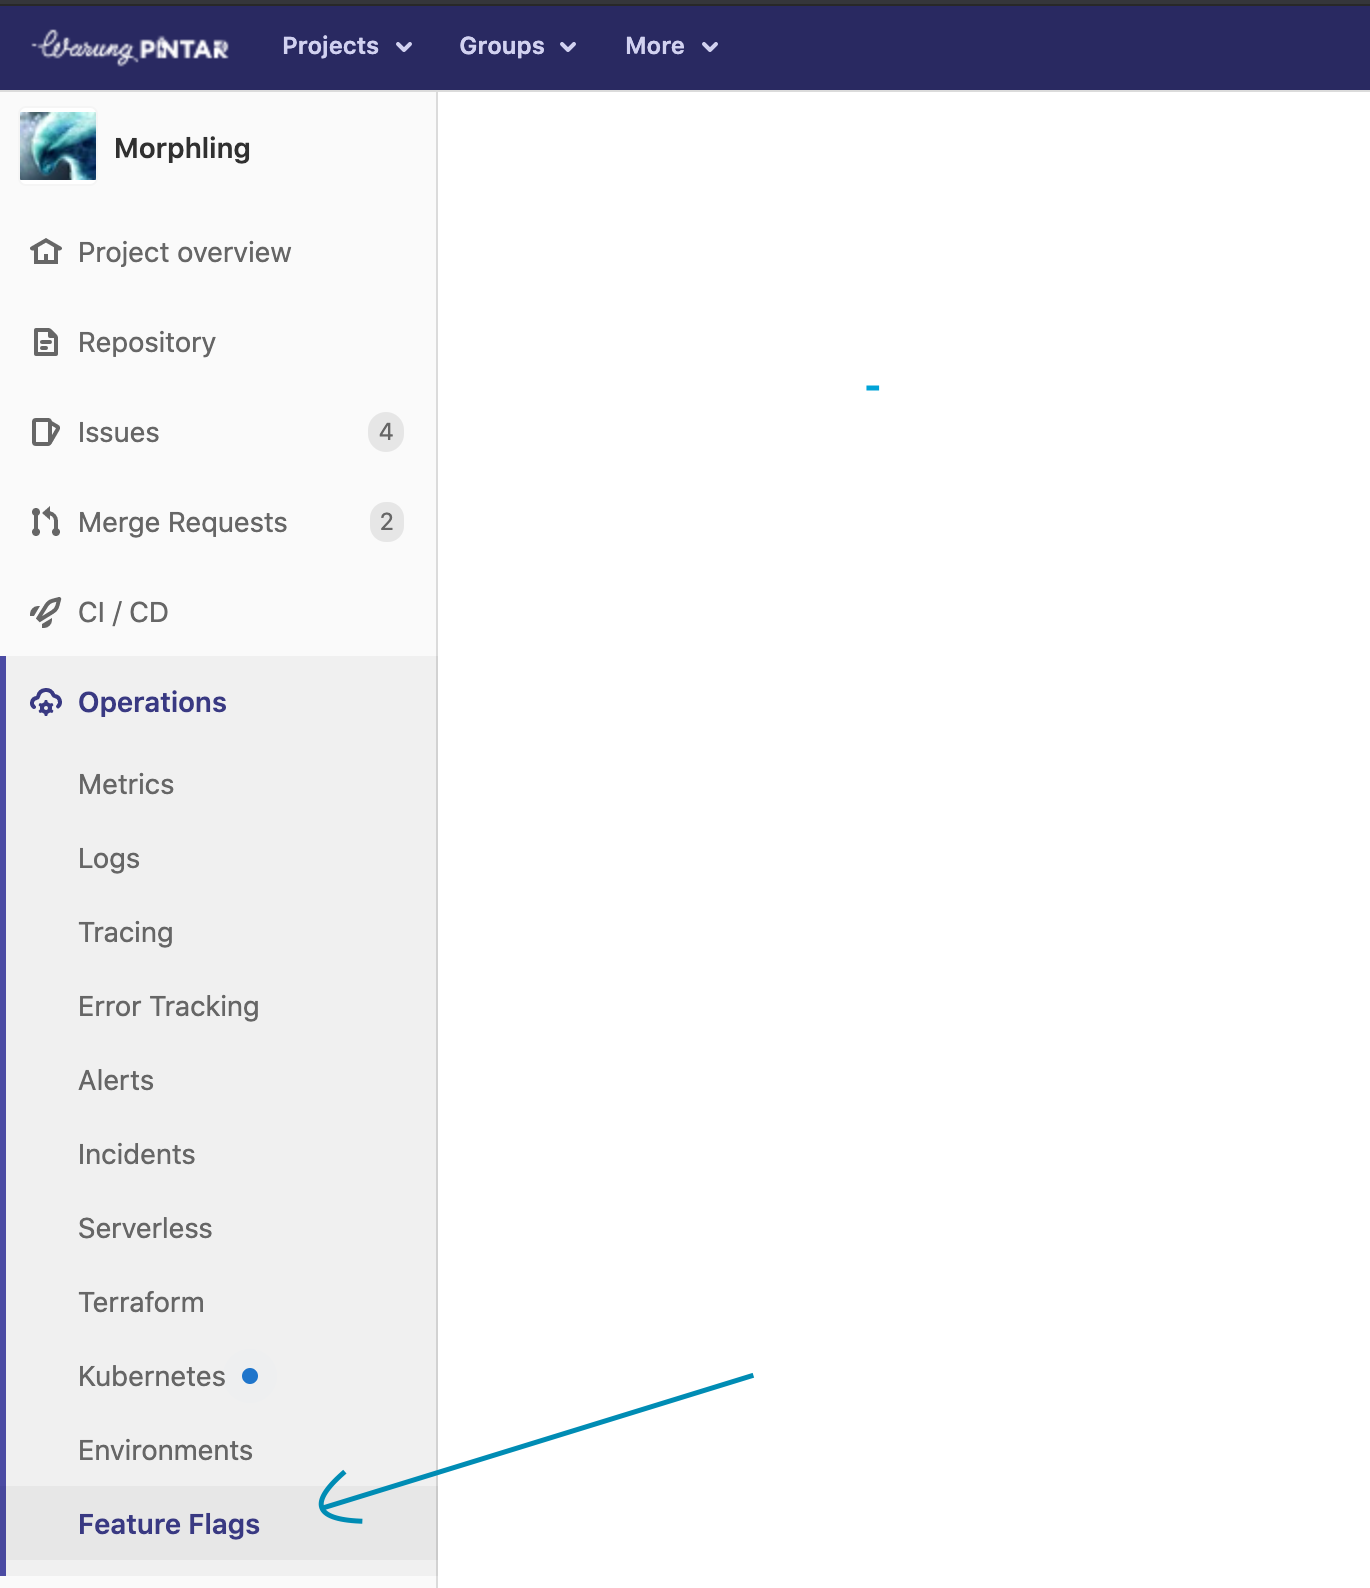 Warung PINTAR Projects Groups More
Morphling
Project overview
Repository
Issues 4
Merge Requests 2
CI / CD
Operations
Metrics
Logs
Tracing
Error Tracking
Alerts
Incidents
Serverless
Terraform
Kubernetes
Environments
Feature Flags